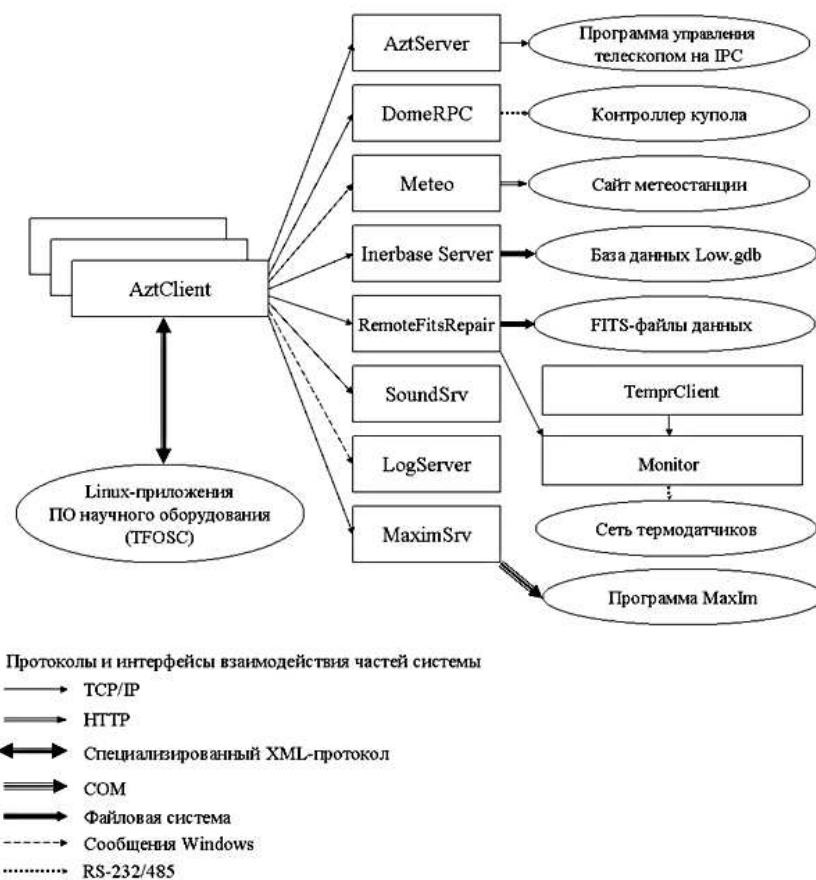 AztServer
Программа управления
телескопом на IPC
DomeRPC
Контроллер купола
Meteo
Сайт метеостанции
Inerbase Server
База данных Low.gdb
AztClient
RemoteFitsRepair
FITS-файлы данных
SoundSrv
TemprClient
LogServer
Monitor
Linux-приложения
ПО научного оборудования
(TFOSC)
MaximSrv
Сеть термодатчиков
Программа MaxIm
Протоколы и интерфейсы взаимодействия частей системы
TCP/IP
HTTP
Специализированный XML-протокол
COM
Файловая система
Сообщения Windows
RS-232/485